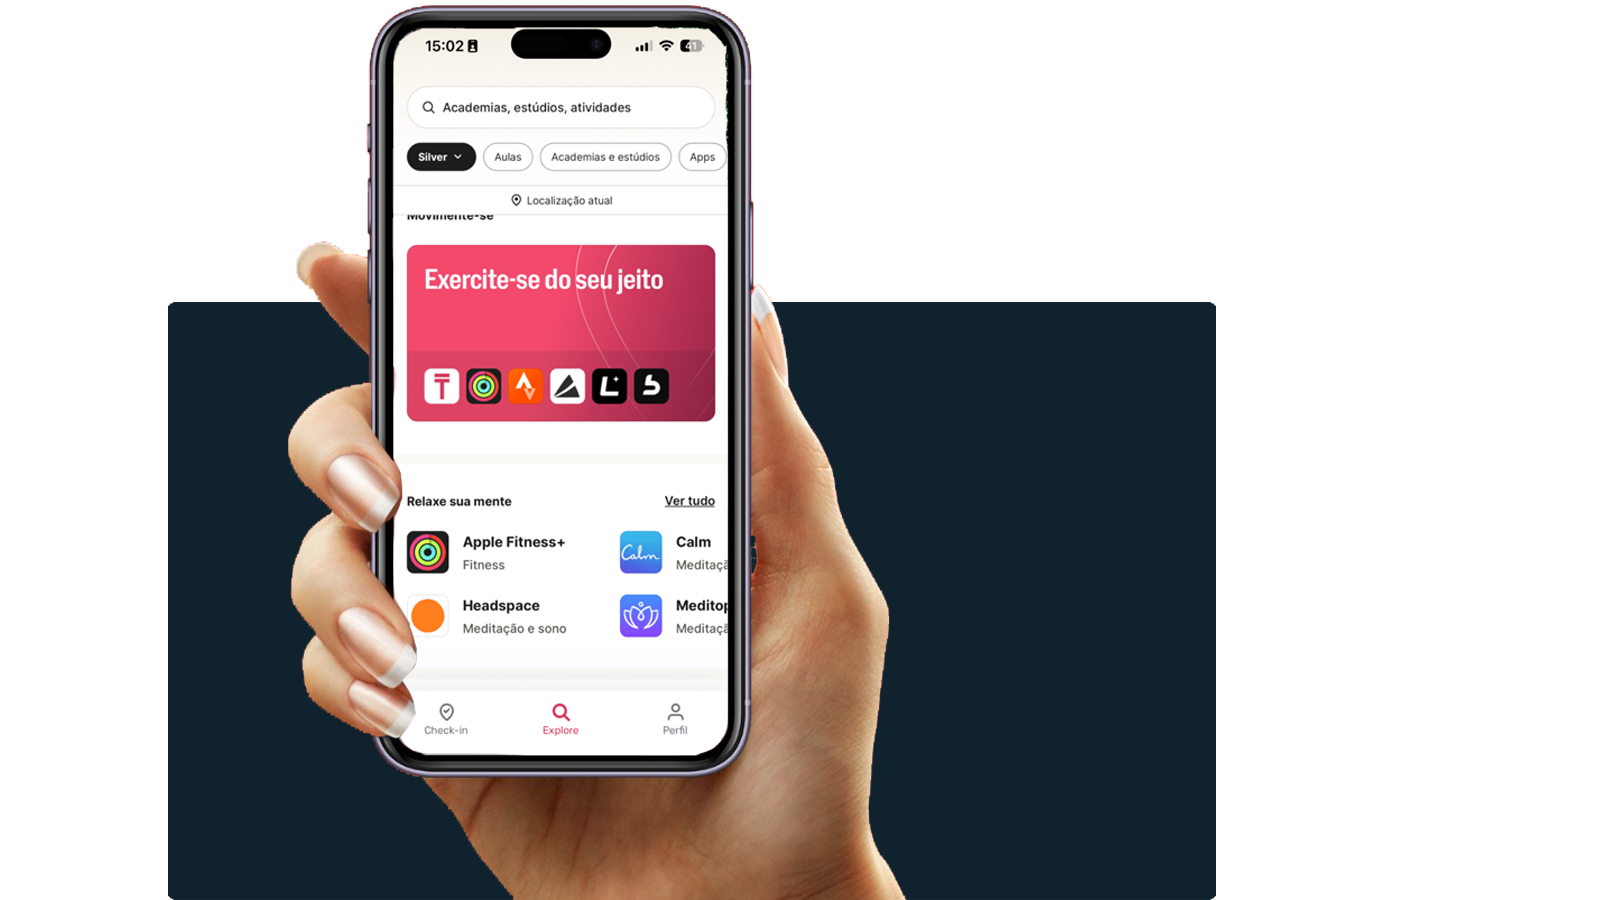 15:02
41
Academias, estúdios, atividades
Silver
Aulas
Academias e estúdios
Apps
Localização atual
Movimente-se
Exercite-se do seu jeito
Relaxe sua mente
Ver tudo
Apple Fitness+
Fitness
Calm
Calm
Meditaçã
Headspace
Meditação e sono
Meditop
Meditaçã
Check-in
Explore
Perfil